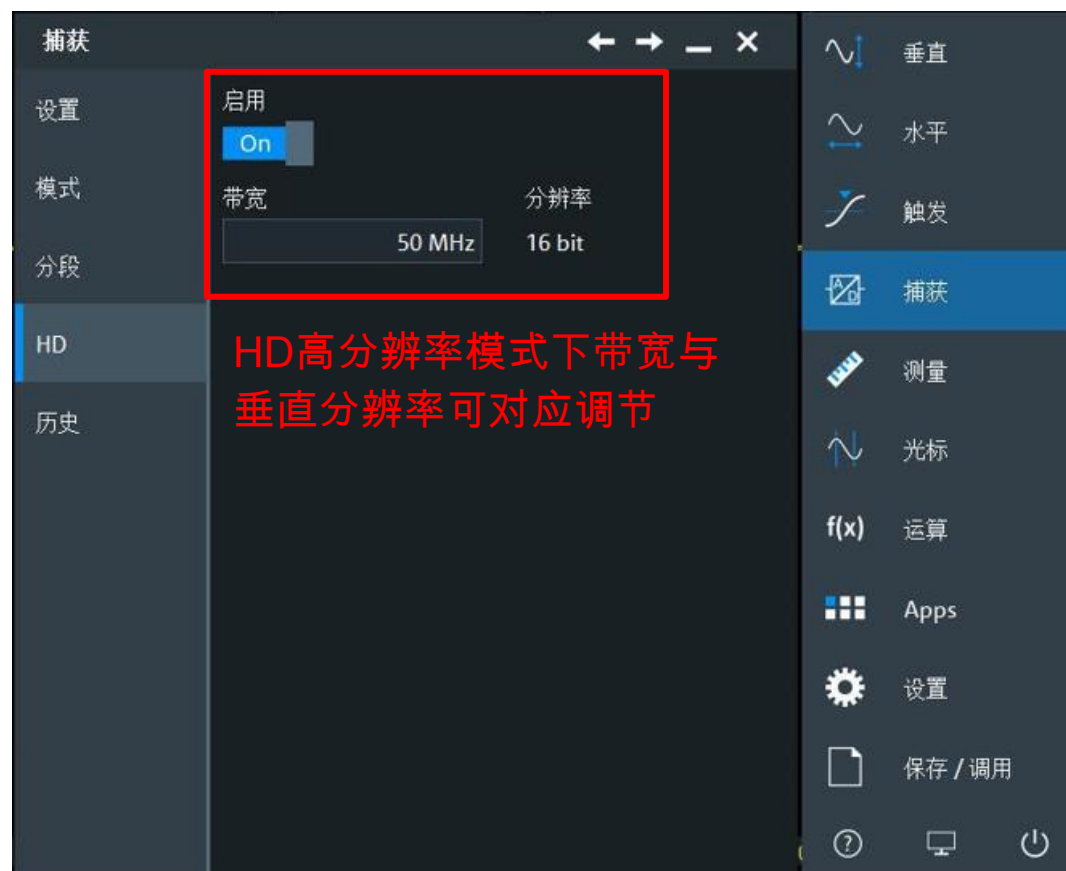 捕获
设置
模式
分段
HD
历史
启用
On
带宽
分辨率
50 MHz
16 bit
HD高分辨率模式下带宽与
垂直分辨率可对应调节
垂直
水平
触发
A
D
捕获
测量
光标
f(x)
运算
Apps
设置
保存 / 调用
?